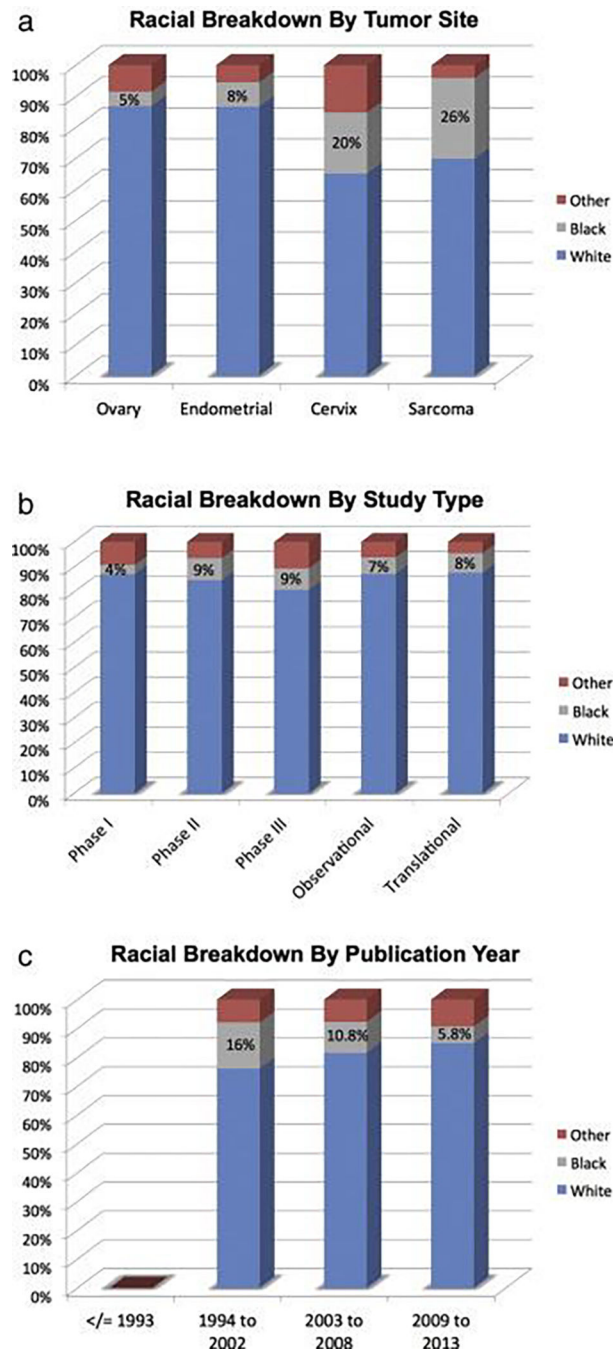 a
Racial Breakdown By Tumor Site
100%
90%
80%
70%
60%
50%
40%
30%
20%
10%
0%
5%
8%
20%
26%
Other
Black
White
Ovary Endometrial Cervix Sarcoma
b
Racial Breakdown By Study Type
100%
90%
80%
70%
60%
50%
40%
30%
20%
10%
0%
4%
9%
9%
7%
8%
Other
Black
White
Phase I Phase II Phase III Observational Translational
c
Racial Breakdown By Publication Year
100%
90%
80%
70%
60%
50%
40%
30%
20%
10%
0%
16%
10.8%
5.8%
Other
Black
White
</= 1993 1994 to 2003 to 2009 to
2002 2008 2013